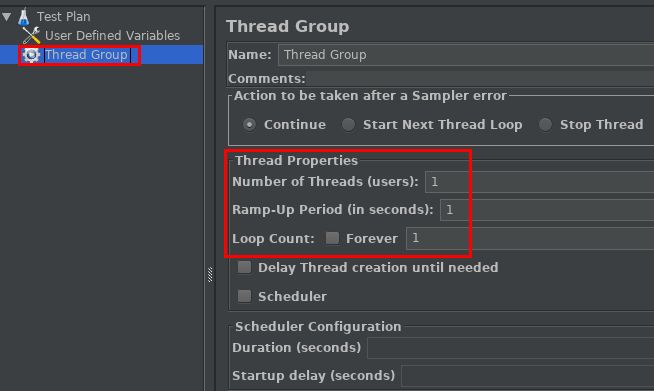 Test Plan
User Defined Variables
Thread Group
Thread Group
Name: Thread Group
Comments:
Action to be taken after a Sampler error
Continue Start Next Thread Loop Stop Thread
Thread Properties
Number of Threads (users): 1
Ramp-Up Period (in seconds): 1
Loop Count: Forever 1
Delay Thread creation until needed
Scheduler
Scheduler Configuration
Duration (seconds)
Startup delay (seconds)